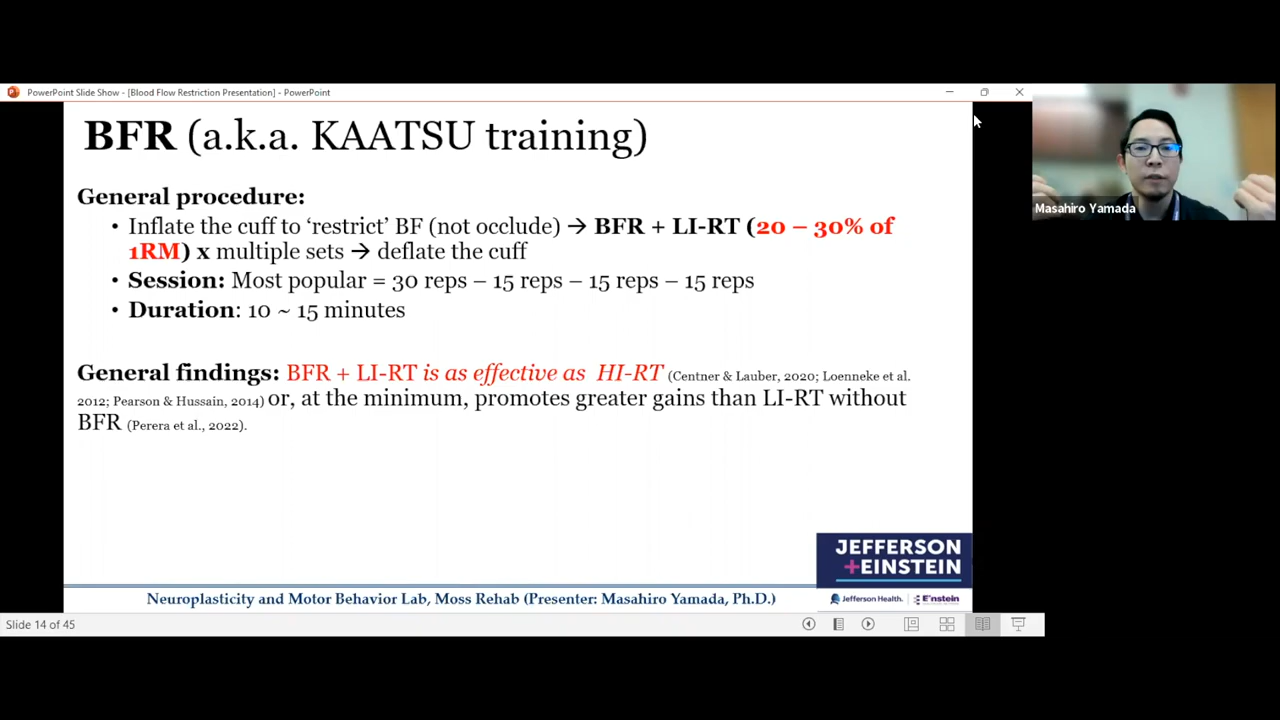 PowerPoint Slide Show - [Blood Flow Restriction Presentation] - PowerPoint
BFR (a.k.a. KAATSU training)
General procedure:
• Inflate the cuff to ‘restrict’ BF (not occlude) → BFR + LI-RT (20 – 30% of
1RM) x multiple sets → deflate the cuff
• Session: Most popular = 30 reps – 15 reps – 15 reps – 15 reps
• Duration: 10 ~ 15 minutes
General findings: BFR + LI-RT is as effective as HI-RT (Centner & Lauber, 2020; Loenneke et al.
2012; Pearson & Hussain, 2014) or, at the minimum, promotes greater gains than LI-RT without
BFR (Perera et al., 2022).
JEFFERSON
+EINSTEIN
Neuroplasticity and Motor Behavior Lab, Moss Rehab (Presenter: Masahiro Yamada, Ph.D.)
Jefferson Health. | Einstein
Slide 14 of 45
Masahiro Yamada